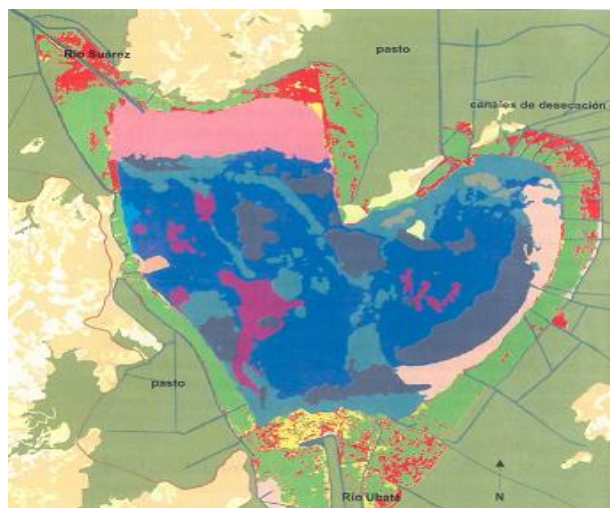 pasto
Río Suárez
canales de desecación
pasto
Río Ubaté
N